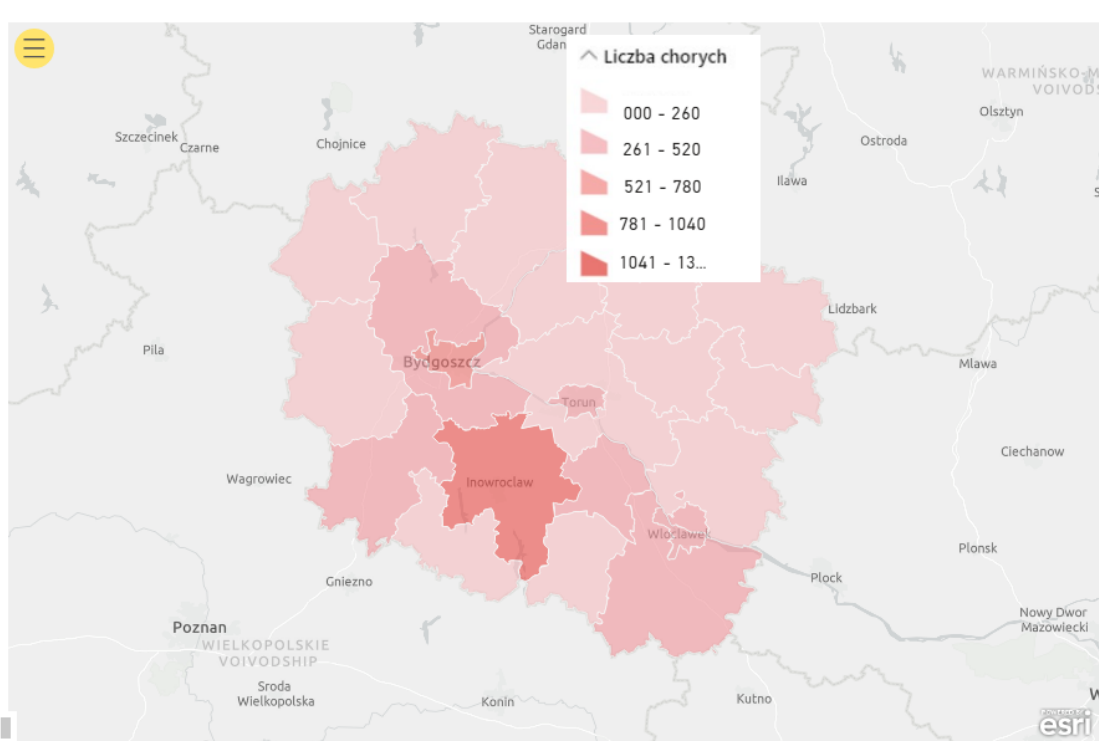 Starogard
Gdan
Liczba chorych
000 - 260
261 - 520
521 - 780
781 - 1040
1041 - 13...
WARMIŃSKO-M
VOIVODS
Olsztyn
Szczecinek
Czarne
Chojnice
Ostroda
Ilawa
Lidzbark
Pila
Bydgoszcz
Mlawa
Torun
Ciechanow
Wagrowiec
Inowroclaw
Wloclawek
Plonsk
Gniezno
Plock
Nowy Dwor
Mazowiecki
Poznan
WIELKOPOLSKIE
VOIVODSHIP
Sroda
Wielkopolska
Konin
Kutno
W
POWERED BY
esri